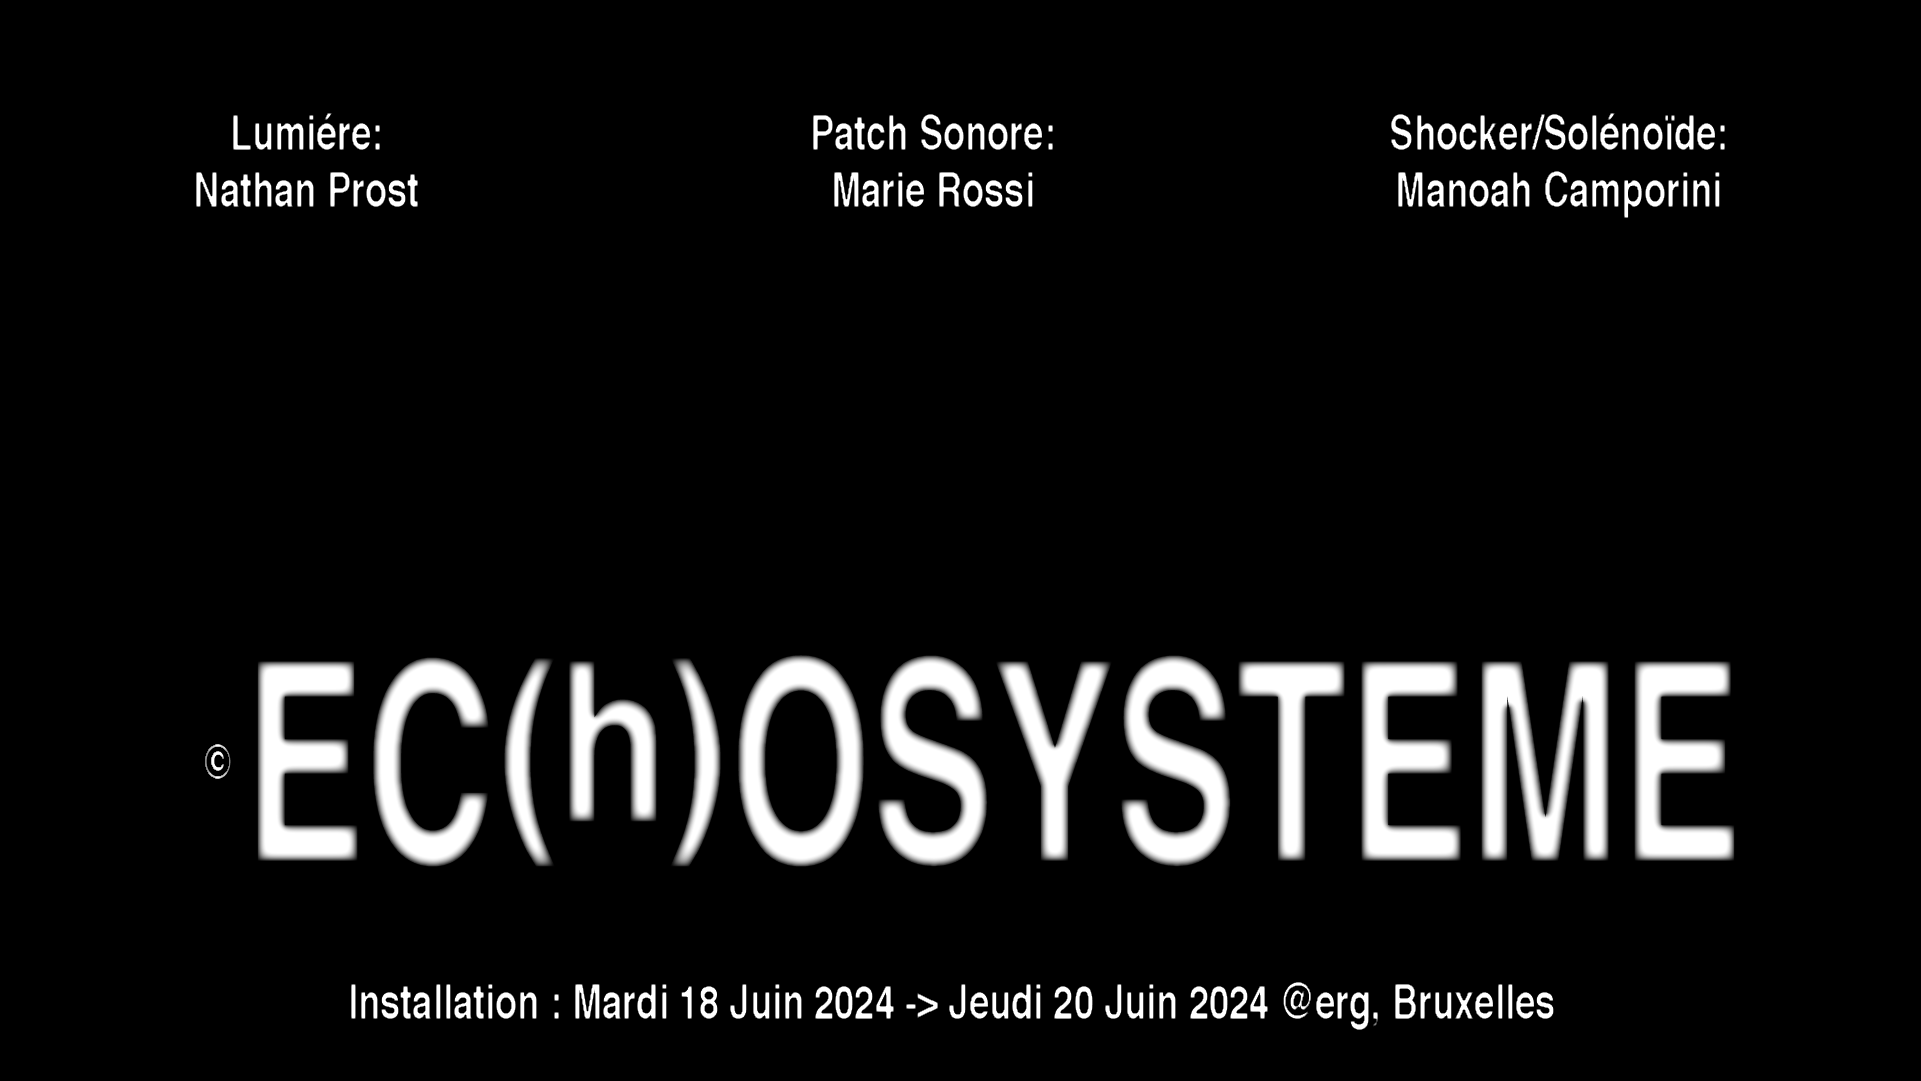 Lumiére:
Nathan Prost
Patch Sonore:
Marie Rossi
Shocker/Solénoïde:
Manoah Camporini
© EC(h)OSYSTEME
Installation : Mardi 18 Juin 2024 -> Jeudi 20 Juin 2024 @erg, Bruxelles